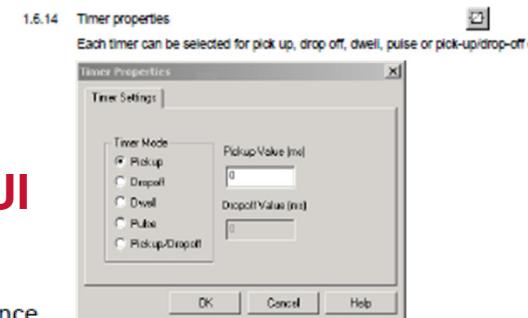 1.6.14 Timer properties
Each timer can be selected for pick up, drop off, dwell, pulse or pick-up/drop-off
Timer Properties
Timer Settings
Timer Mode
Pickup
Dropoff
Dwell
Pulse
Pickup/Dropoff
Pickup Value (ms)
0
Dropoff Value (ms)
0
UI
OK Cancel Help
nce